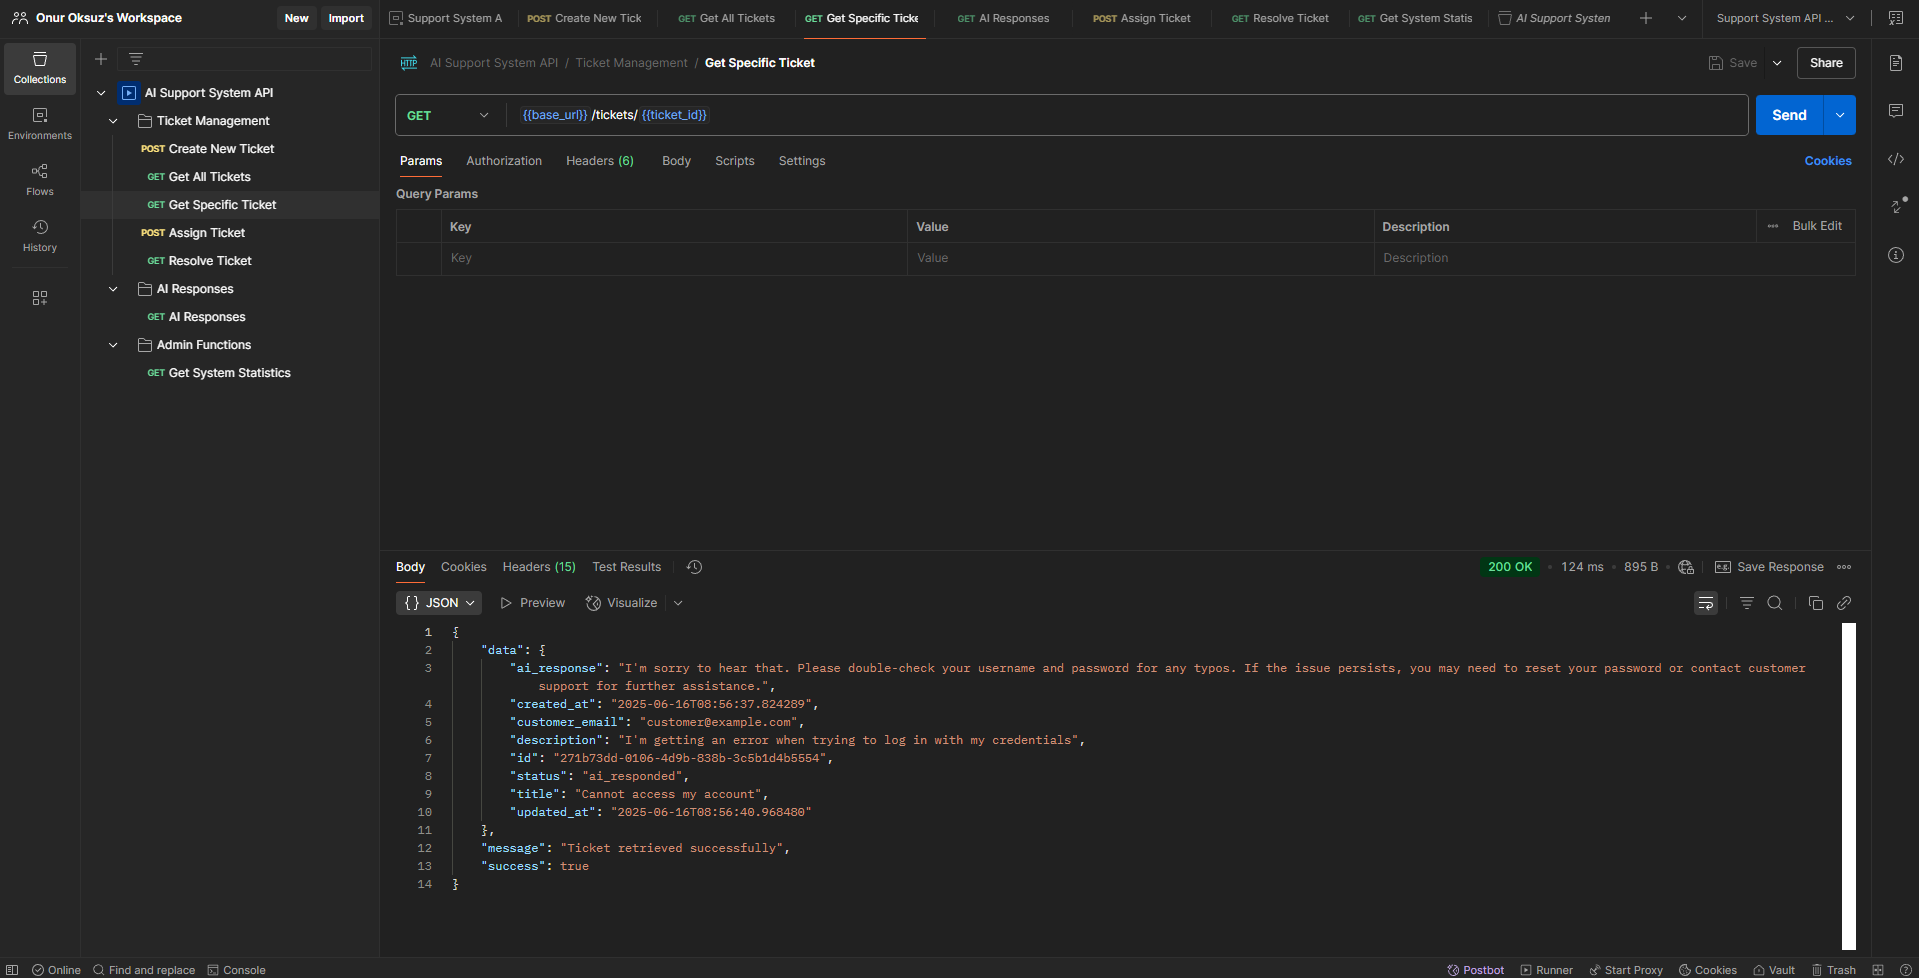 Onur Oksuz's Workspace
New
Import
Support System A
POST Create New Tick
GET Get All Tickets
GET Get Specific Ticke
GET AI Responses
POST Assign Ticket
GET Resolve Ticket
GET Get System Statis
AI Support System
Support System API ...
Collections
Environments
Flows
History
AI Support System API
Ticket Management
POST Create New Ticket
GET Get All Tickets
GET Get Specific Ticket
POST Assign Ticket
GET Resolve Ticket
AI Responses
GET AI Responses
Admin Functions
GET Get System Statistics
HTTP AI Support System API / Ticket Management / Get Specific Ticket
Save
Share
GET {{base_url}} /tickets/ {{ticket_id}}
Send
Params Authorization Headers (6) Body Scripts Settings
Cookies
Query Params
Key Value Description ••• Bulk Edit
Key Value Description
Body Cookies Headers (15) Test Results
200 OK • 124 ms • 895 B •
e.g. Save Response •••
{} JSON Preview Visualize
1 {
2 "data": {
3 "ai_response": "I'm sorry to hear that. Please double-check your username and password for any typos. If the issue persists, you may need to reset your password or contact customer
support for further assistance.",
4 "created_at": "2025-06-16T08:56:37.824289",
5 "customer_email": "customer@example.com",
6 "description": "I'm getting an error when trying to log in with my credentials",
7 "id": "271b73dd-0106-4d9b-838b-3c5b1d4b5554",
8 "status": "ai_responded",
9 "title": "Cannot access my account",
10 "updated_at": "2025-06-16T08:56:40.968480"
11 },
12 "message": "Ticket retrieved successfully",
13 "success": true
14 }
Online
Find and replace
Console
Postbot
Runner
Start Proxy
Cookies
Vault
Trash